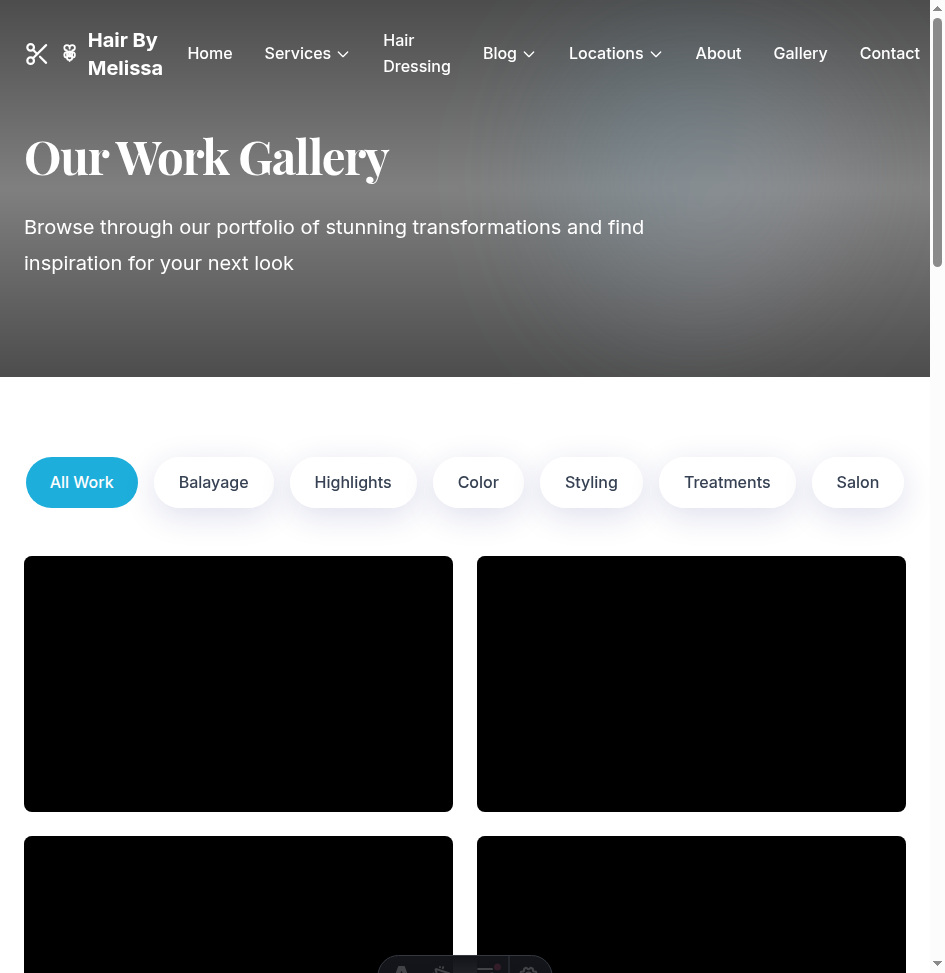 Hair By
Melissa
Home
Services
Hair
Dressing
Blog
Locations
About
Gallery
Contact
Our Work Gallery
Browse through our portfolio of stunning transformations and find
inspiration for your next look
All Work
Balayage
Highlights
Color
Styling
Treatments
Salon